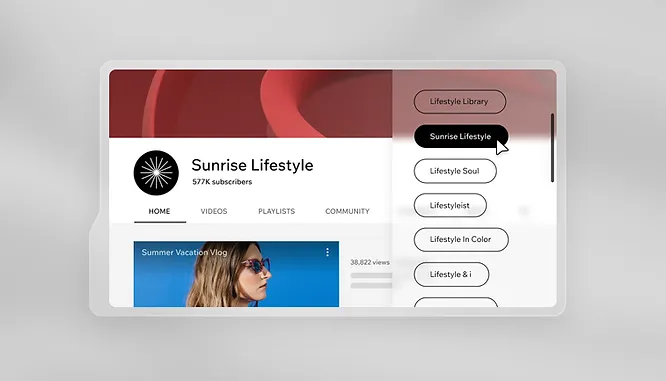 Sunrise Lifestyle
577K subscribers
HOME
VIDEOS
PLAYLISTS
COMMUNITY
Summer Vacation Vlog
38,822 views
Lifestyle Library
Sunrise Lifestyle
Lifestyle Soul
Lifestyleist
Lifestyle In Color
Lifestyle & i